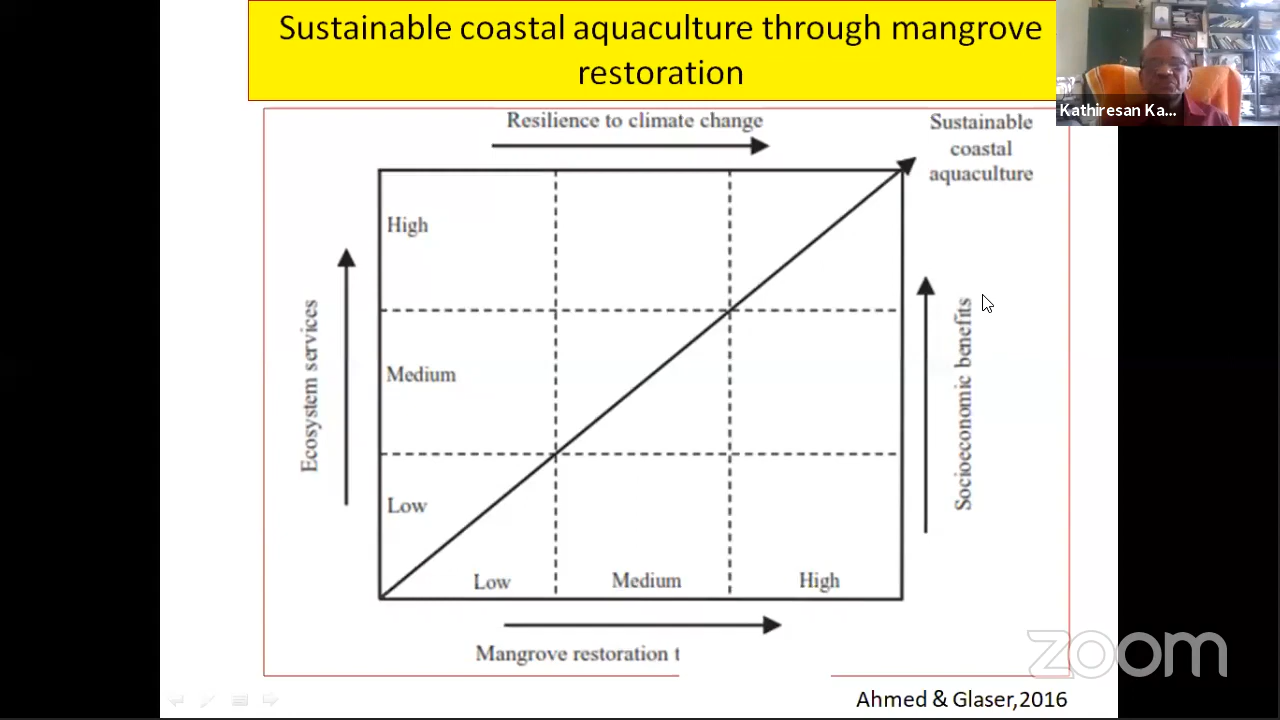 Sustainable coastal aquaculture through mangrove
restoration
Kathiresan Ka...
Resilience to climate change
Sustainable
coastal
aquaculture
High
Medium
Low
Ecosystem services
Socioeconomic benefits
Low Medium High
Mangrove restoration t
zoom
Ahmed & Glaser,2016